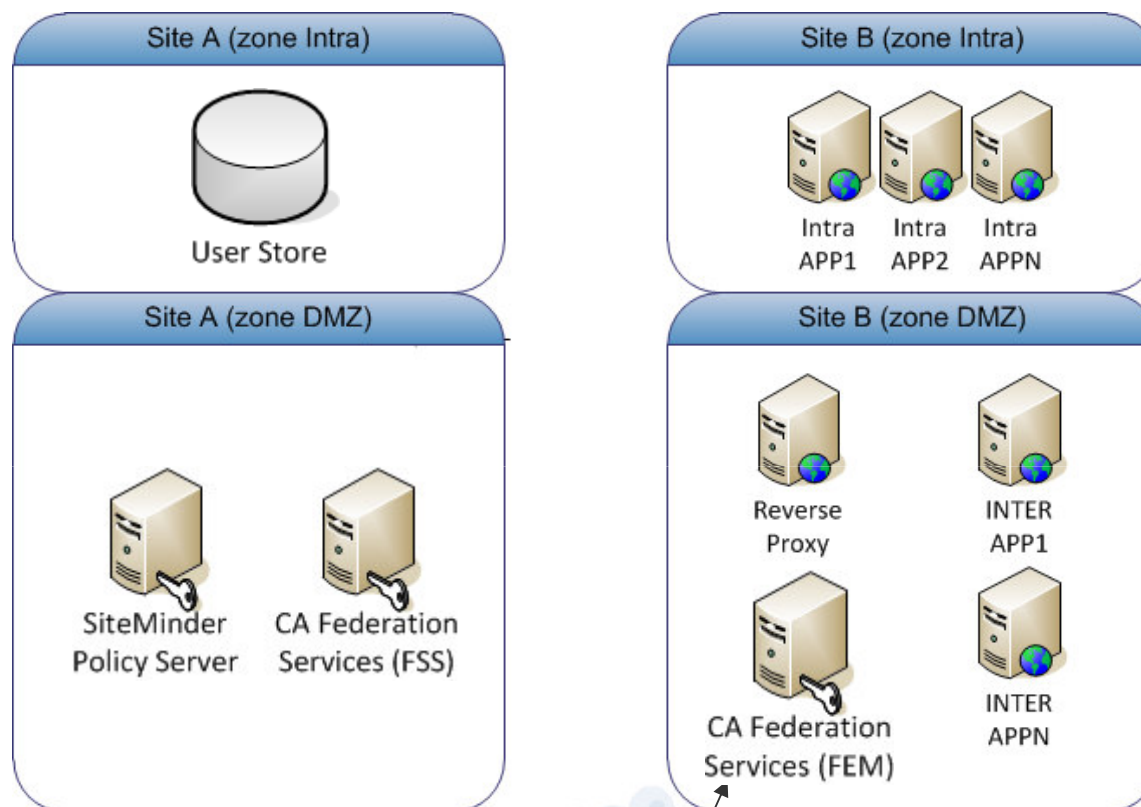 Site A (zone Intra)
User Store
Site A (zone DMZ)
SiteMinder
Policy Server
CA Federation
Services (FSS)
Site B (zone Intra)
Intra
APP1
Intra
APP2
Intra
APPN
Site B (zone DMZ)
Reverse
Proxy
INTER
APP1
CA Federation
Services (FEM)
INTER
APPN